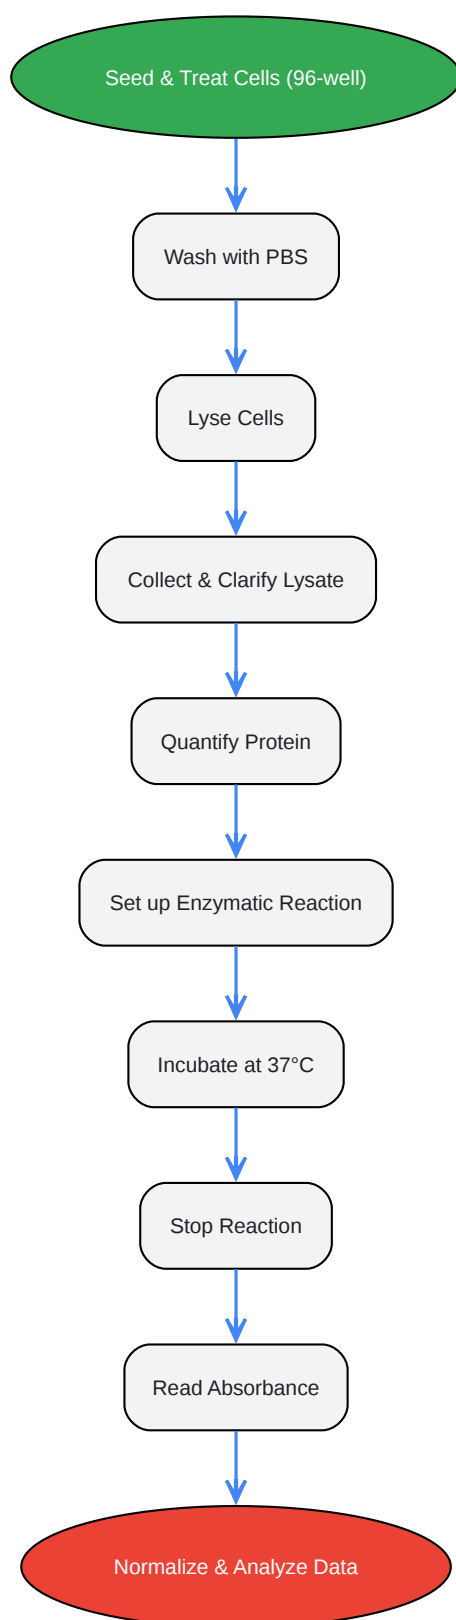 Seed & Treat Cells (96-well)
Wash with PBS
Lyse Cells
Collect & Clarify Lysate
Quantify Protein
Set up Enzymatic Reaction
Incubate at 37°C
Stop Reaction
Read Absorbance
Normalize & Analyze Data